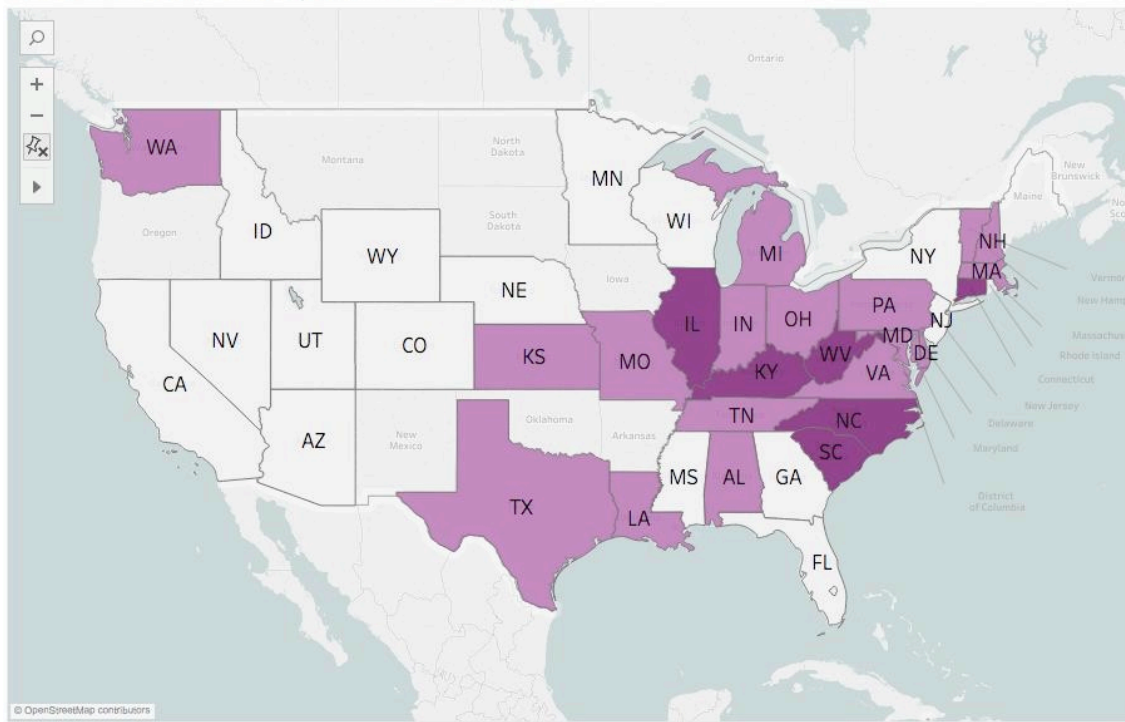 Ontario
WA
Montana
North
Dakota
MN
New
Brunswick
Maine
No
Sco
Oregon
ID
South
Dakota
WI
WY
MI
NY
NH
MA
Vermo
New Hamp
Iowa
NE
PA
NJ
Massachus
NV
UT
CO
IL
IN
OH
MD
DE
Rhode Island
CA
KS
MO
WV
VA
Connecticut
KY
New Jersey
TN
NC
Delaware
AZ
New
Mexico
Oklahoma
Arkansas
SC
Maryland
MS
AL
GA
District
of Columbia
TX
LA
FL
© OpenStreetMap contributors